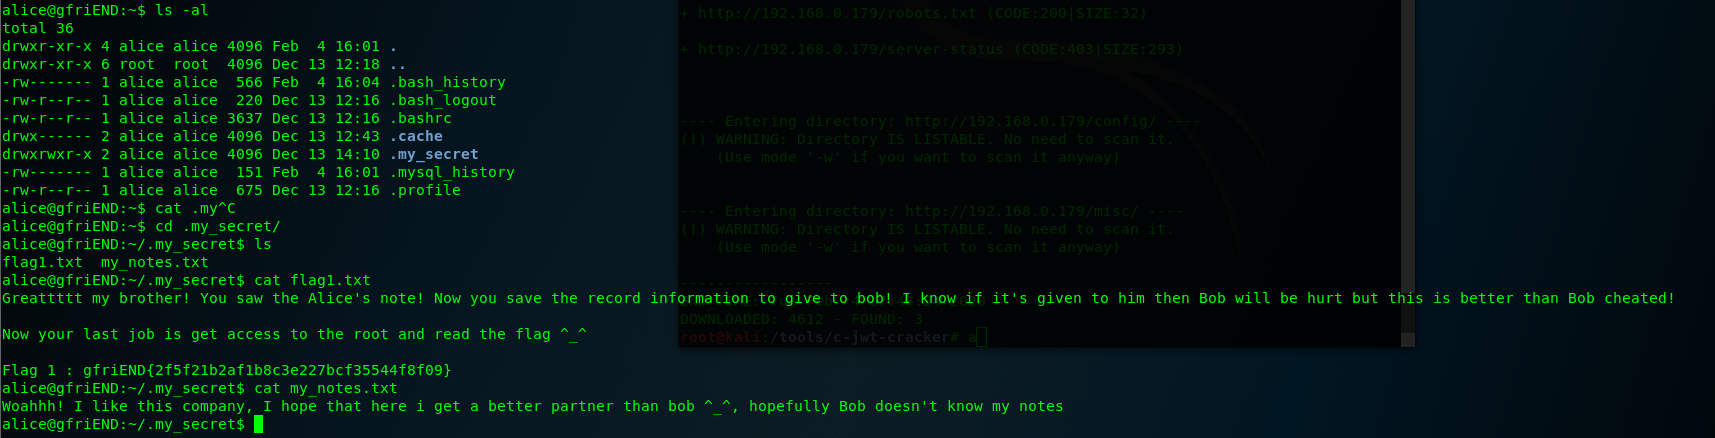 alice@gfriEND:~$ ls -al
total 36
drwxr-xr-x 4 alice alice 4096 Feb  4 16:01 .
drwxr-xr-x 6 root  root  4096 Dec 13 12:18 ..
-rw------- 1 alice alice  566 Feb  4 16:04 .bash_history
-rw-r--r-- 1 alice alice  220 Dec 13 12:16 .bash_logout
-rw-r--r-- 1 alice alice 3637 Dec 13 12:16 .bashrc
drwx------ 2 alice alice 4096 Dec 13 12:43 .cache
drwxrwxr-x 2 alice alice 4096 Dec 13 14:10 .my_secret
-rw------- 1 alice alice  151 Feb  4 16:01 .mysql_history
-rw-r--r-- 1 alice alice  675 Dec 13 12:16 .profile
alice@gfriEND:~$ cat .my^C
alice@gfriEND:~$ cd .my_secret/
alice@gfriEND:~/.my_secret$ ls
flag1.txt  my_notes.txt
alice@gfriEND:~/.my_secret$ cat flag1.txt
Greattttt my brother! You saw the Alice's note! Now you save the record information to give to bob! I know if it's given to him then Bob will be hurt but this is better than Bob cheated!
Now your last job is get access to the root and read the flag ^_^
Flag 1 : gfriEND{2f5f21b2af1b8c3e227bcf35544f8f09}
alice@gfriEND:~/.my_secret$ cat my_notes.txt
Woahhh! I like this company, I hope that here i get a better partner than bob ^_^, hopefully Bob doesn't know my notes
alice@gfriEND:~/.my_secret$
+ http://192.168.0.179/robots.txt (CODE:200|SIZE:32)
+ http://192.168.0.179/server-status (CODE:403|SIZE:293)
---- Entering directory: http://192.168.0.179/config/ ----
(!) WARNING: Directory IS LISTABLE. No need to scan it.
    (Use mode '-w' if you want to scan it anyway)
---- Entering directory: http://192.168.0.179/misc/ ----
(!) WARNING: Directory IS LISTABLE. No need to scan it.
    (Use mode '-w' if you want to scan it anyway)
DOWNLOADED: 4612 - FOUND: 3
root@kali:/tools/c-jwt-cracker# a